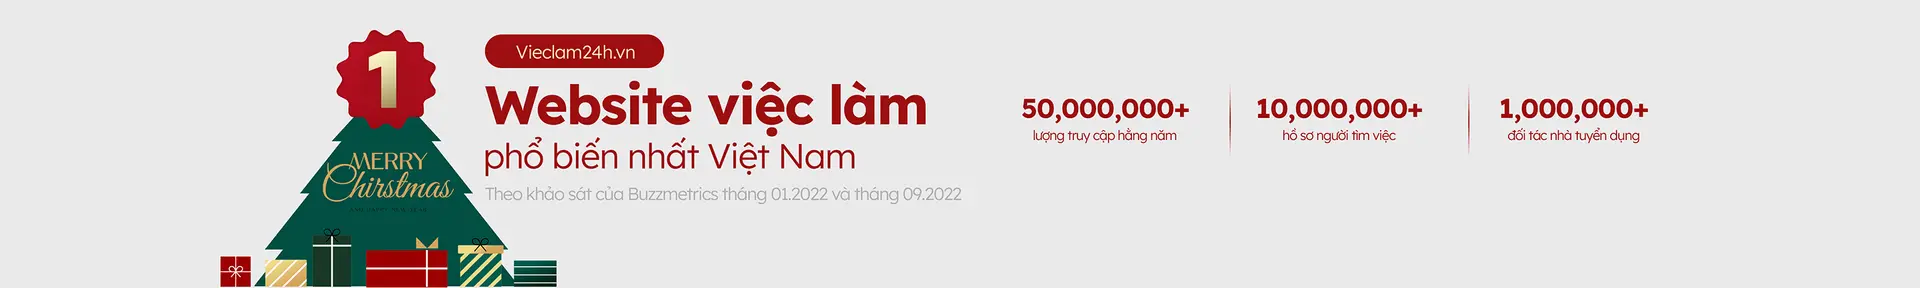 1
MERRY
Chirstmas
Vieclam24h.vn
Website việc làm
phổ biến nhất Việt Nam
Theo khảo sát của Buzzmetrics tháng 01.2022 và tháng 09.2022
50,000,000+
lượng truy cập hằng năm
10,000,000+
hồ sơ người tìm việc
1,000,000+
đối tác nhà tuyển dụng